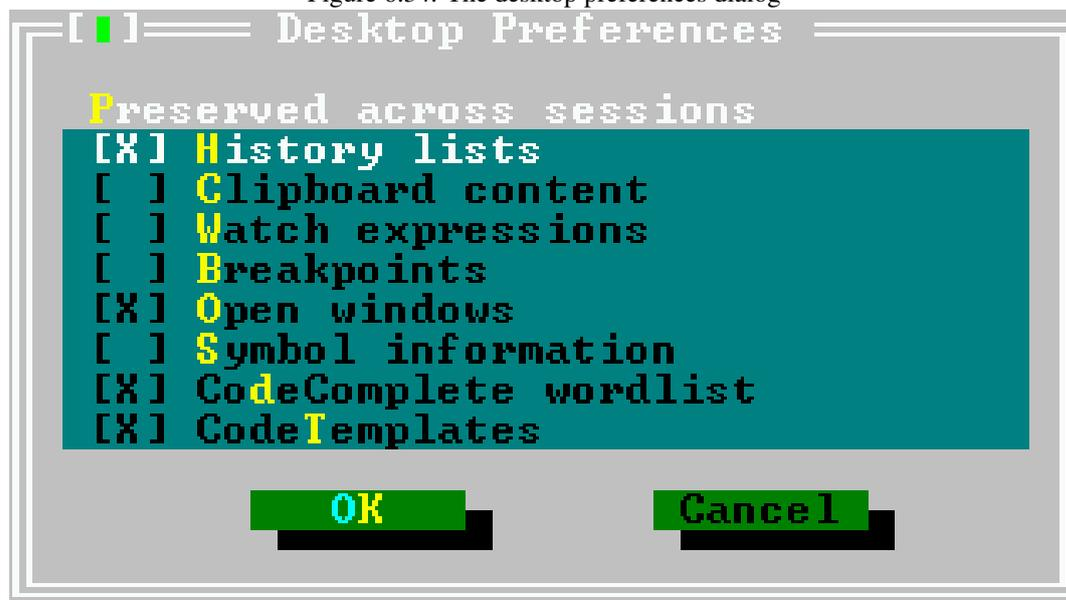 Figure 6.34: The desktop preferences dialog
[▮] Desktop Preferences
Preserved across sessions
[X] History lists
[ ] Clipboard content
[ ] Watch expressions
[ ] Breakpoints
[X] Open windows
[ ] Symbol information
[X] CodeComplete wordlist
[X] CodeTemplates
OK Cancel